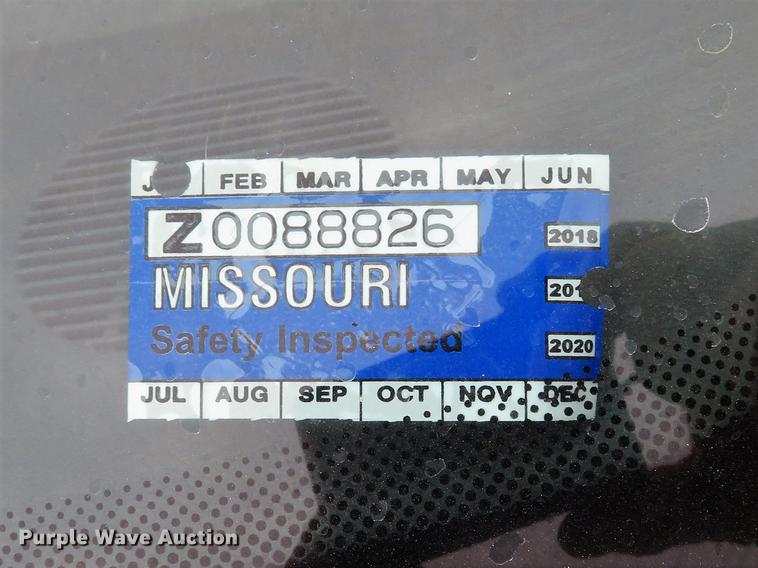 FEB MAR APR MAY JUN
Z0088826
2018
MISSOURI
Safety Inspected
2020
JUL AUG SEP OCT NOV DEC
Purple Wave Auction